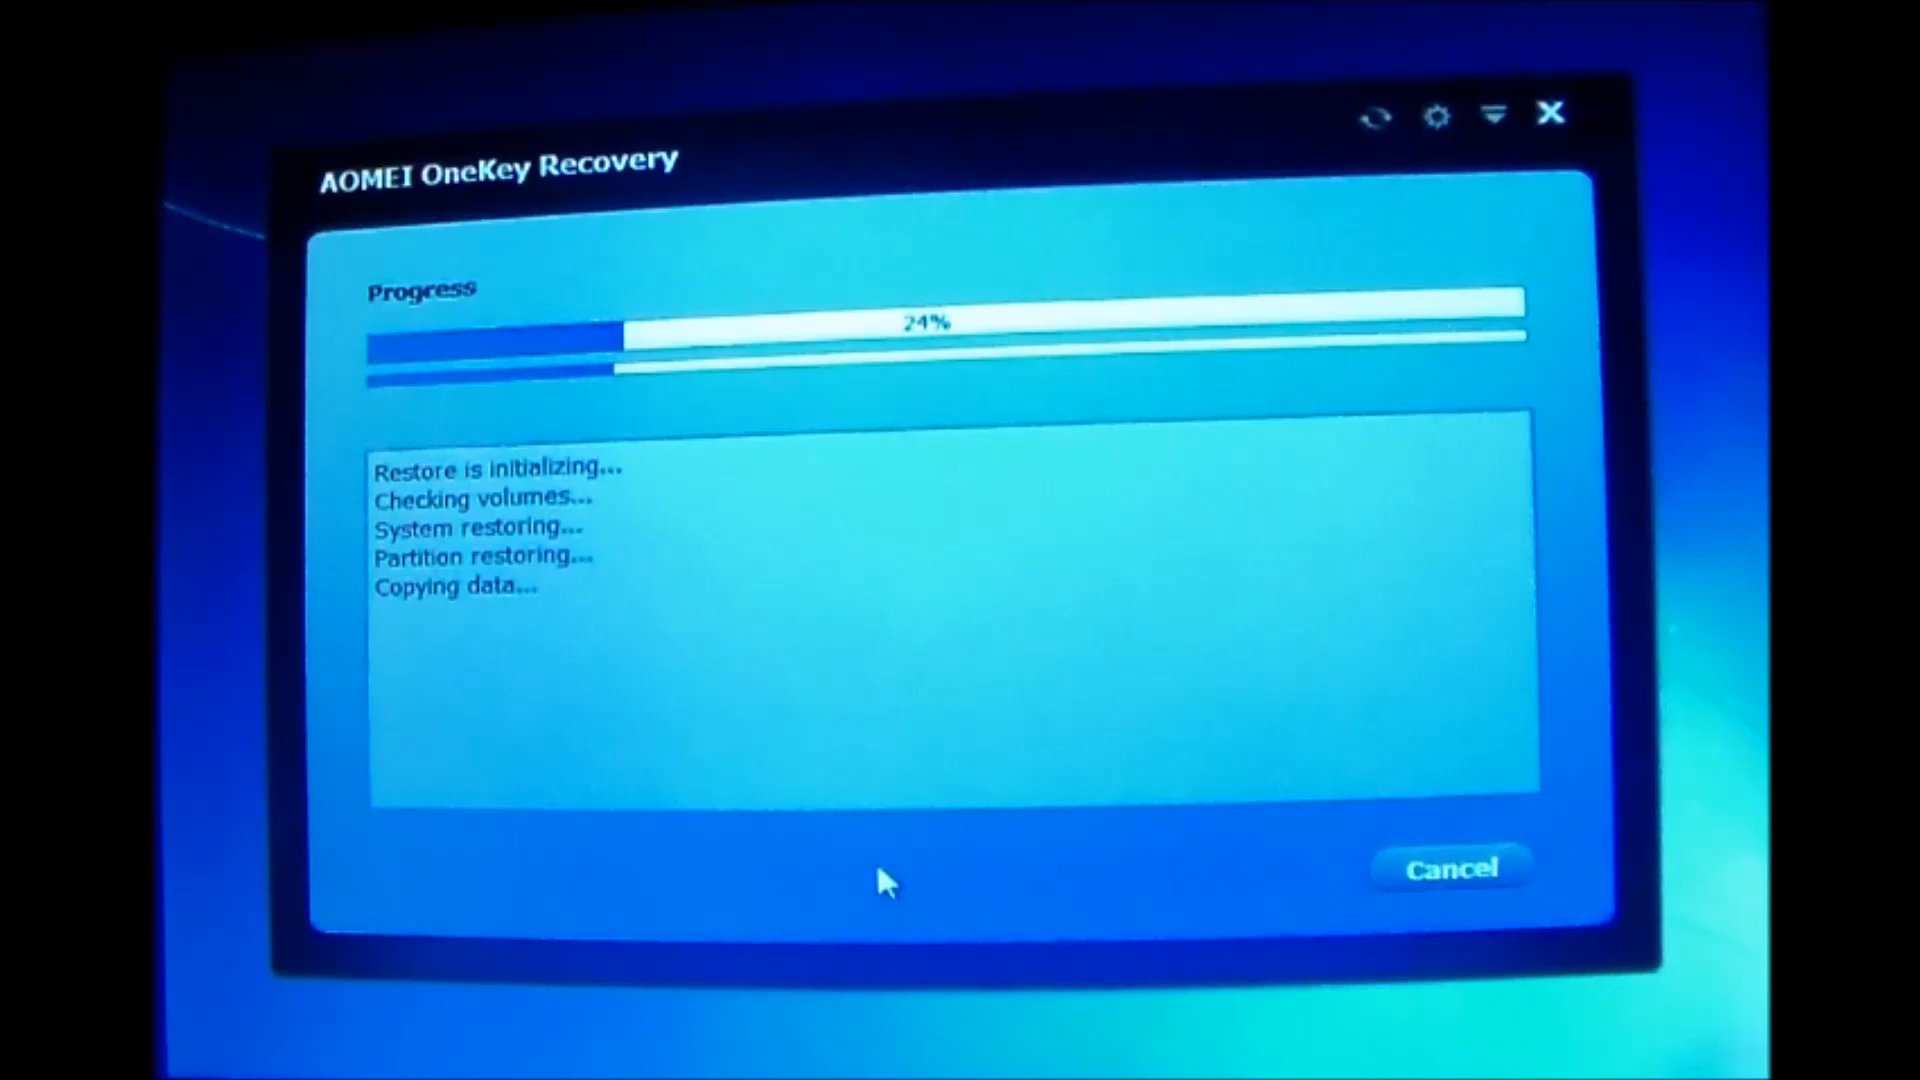 AOMEI OneKey Recovery
Progress
24%
Restore is initializing...
Checking volumes...
System restoring...
Partition restoring...
Copying data...
Cancel